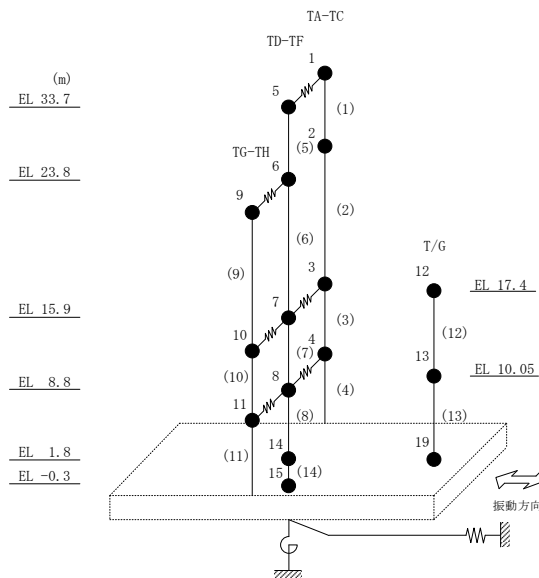 TA-TC
TD-TF
1
(m)
5
EL 33.7
(1)
2
(5)
TG-TH
6
EL 23.8
9
(2)
T/G
(6)
(9)
3
12
EL 17.4
7
EL 15.9
(3)
(12)
10
4
13
(7)
(10)
8
EL 10.05
EL 8.8
(4)
11
(8)
(13)
14
19
(11)
EL 1.8
15
(14)
EL -0.3
振動方向